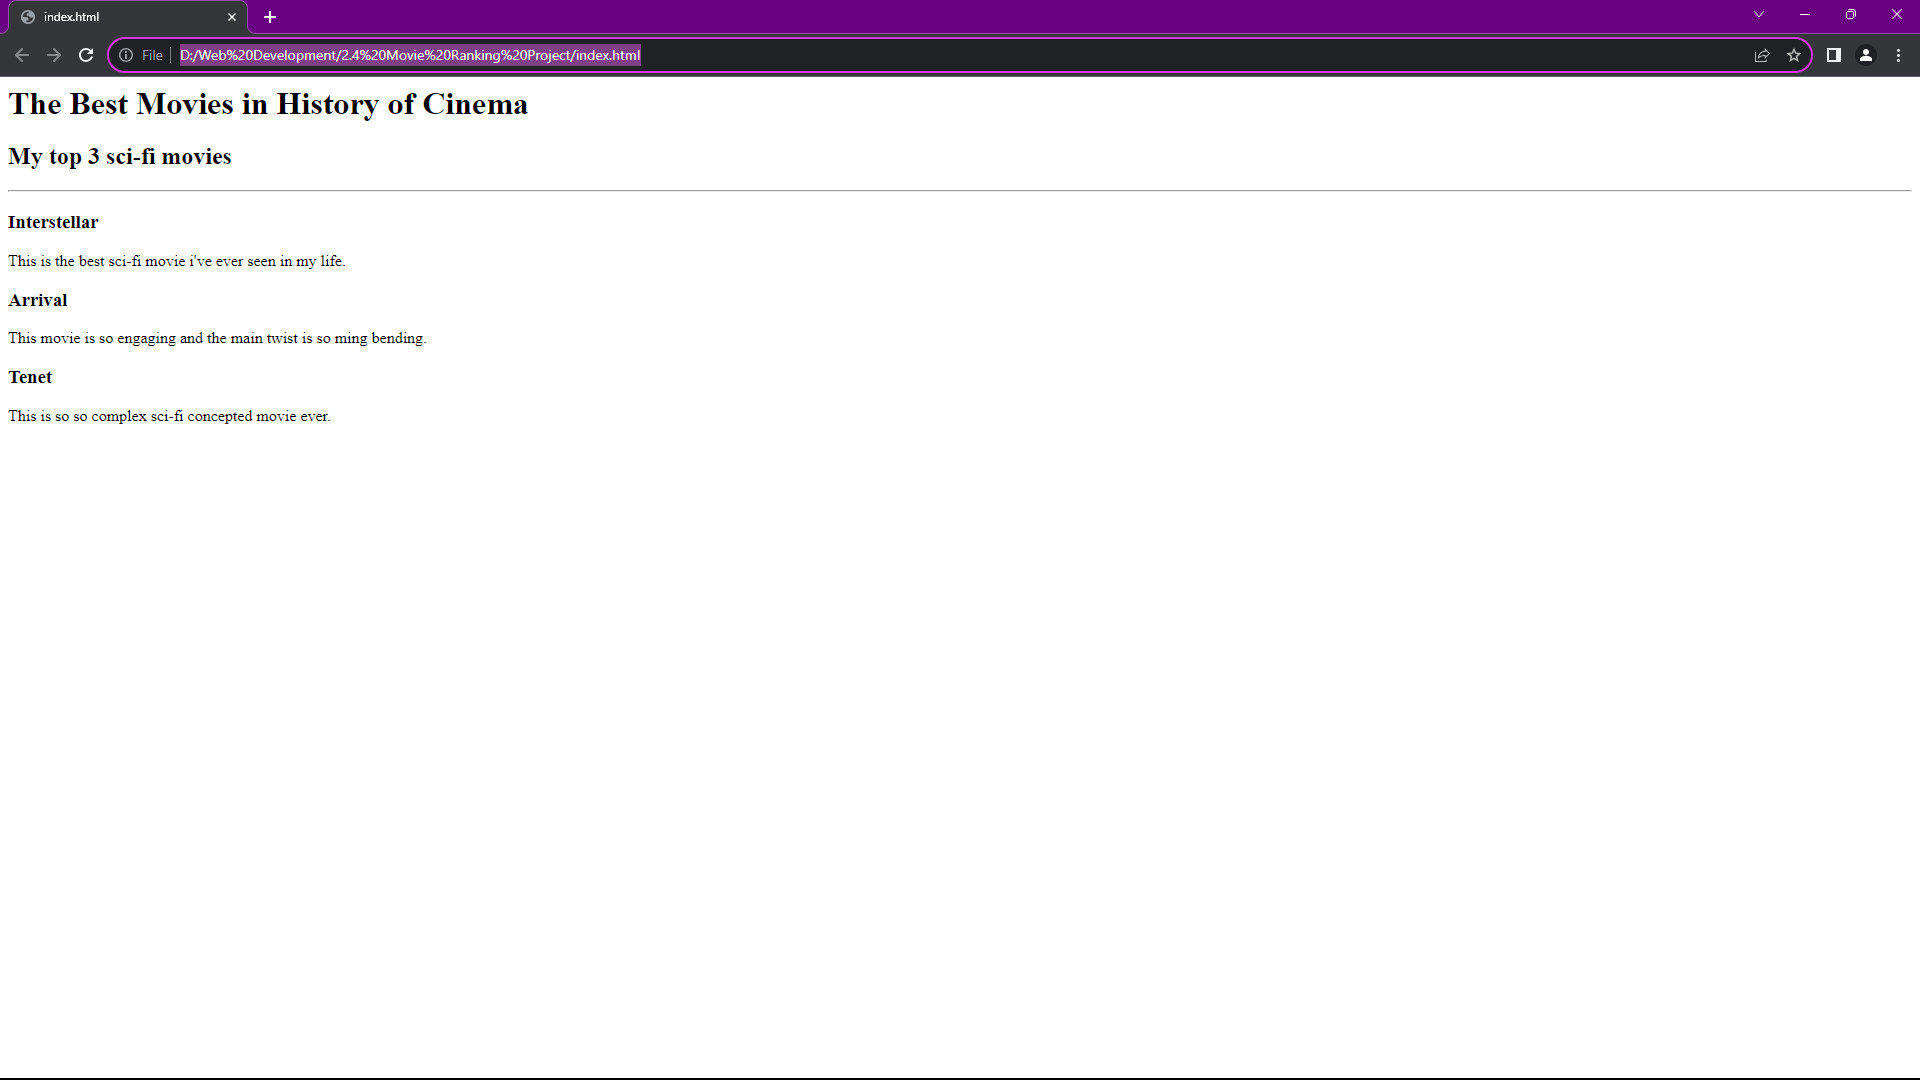 index.html
File
D:/Web%20Development/2.4%20Movie%20Ranking%20Project/index.html
The Best Movies in History of Cinema
My top 3 sci-fi movies
Interstellar
This is the best sci-fi movie i've ever seen in my life.
Arrival
This movie is so engaging and the main twist is so ming bending.
Tenet
This is so so complex sci-fi concepted movie ever.